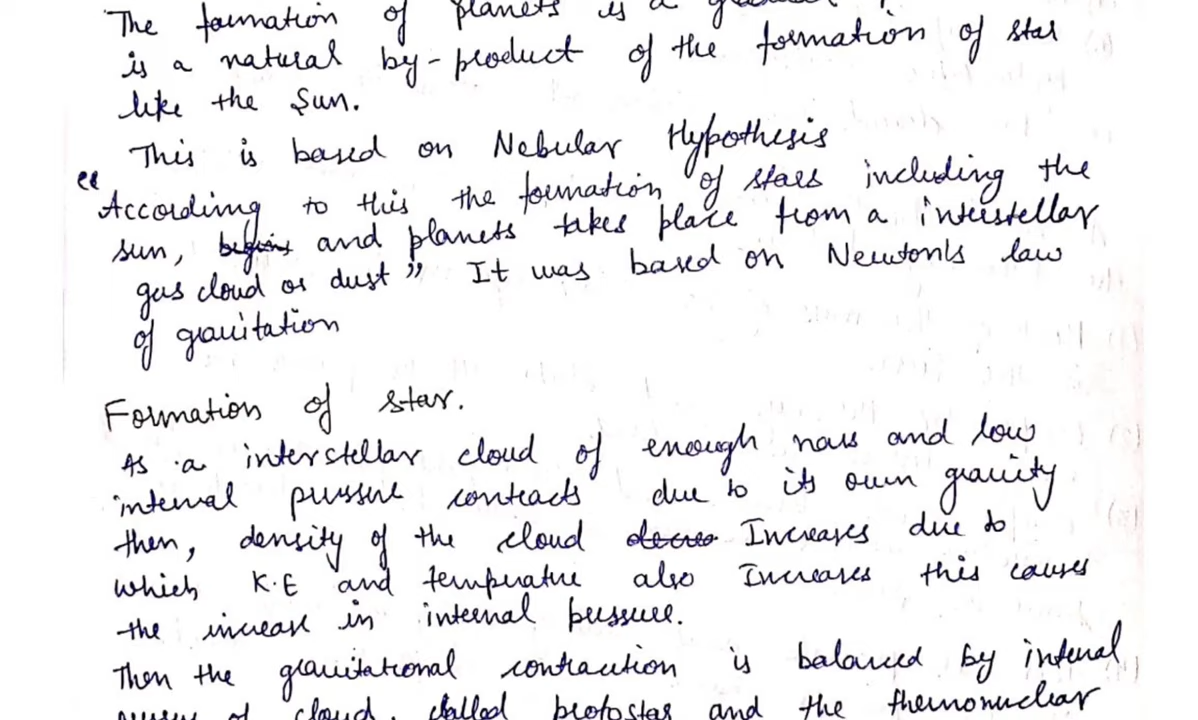 The formation of planets is a
is a natural by-product of the formation of star
like the Sun.
This is based on Nebular Hypothesis
"According to this the formation of stars including the
sun, begins and planets takes place from a interstellar
gas cloud or dust" It was based on Newton's law
of gravitation
Formation of star.
As a interstellar cloud of enough mass and low
internal pressure contracts due to its own gravity
then, density of the cloud decrea Increases due to
which K.E and temperature also Increases this causes
the increase in internal pressure.
Then the gravitational contraction is balanced by internal
of cloud. called protostar and the thermonuclear